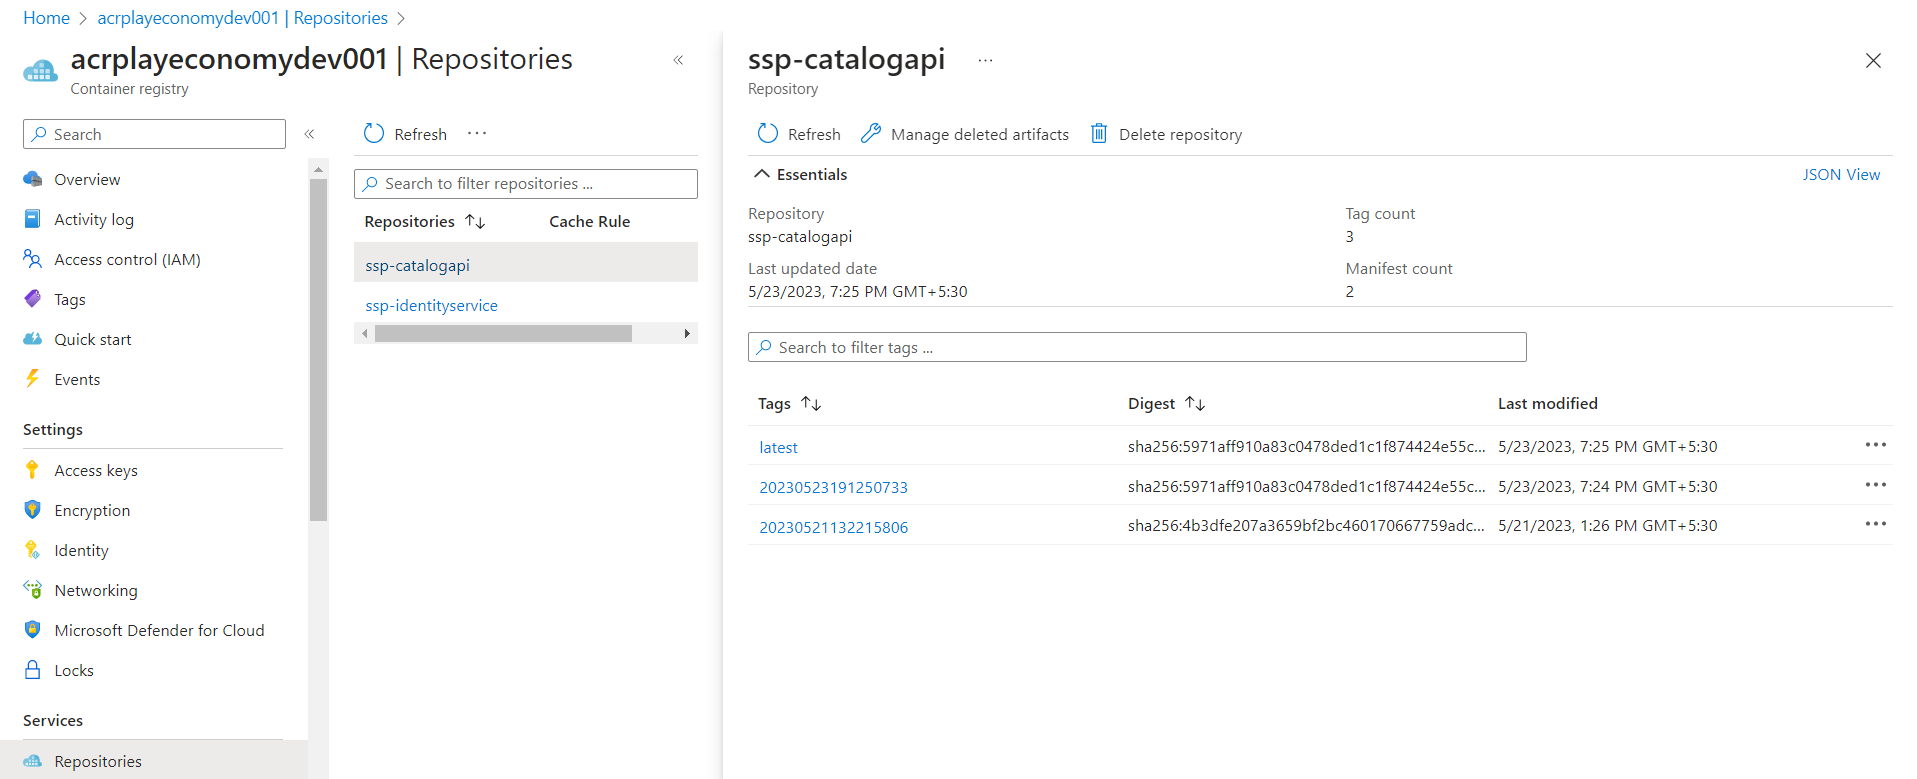 Home > acrplayeconomydev001 | Repositories >
acrplayeconomydev001 | Repositories «
Container registry
Search «
Overview
Activity log
Access control (IAM)
Tags
Quick start
Events
Settings
Access keys
Encryption
Identity
Networking
Microsoft Defender for Cloud
Locks
Services
Repositories
Refresh ...
Search to filter repositories ...
Repositories ↑↓ Cache Rule
ssp-catalogapi
ssp-identityservice
ssp-catalogapi ...
Repository
Refresh Manage deleted artifacts Delete repository
Essentials JSON View
Repository Tag count
ssp-catalogapi 3
Last updated date Manifest count
5/23/2023, 7:25 PM GMT+5:30 2
Search to filter tags ...
Tags ↑↓ Digest ↑↓ Last modified
latest sha256:5971aff910a83c0478ded1c1f874424e55c... 5/23/2023, 7:25 PM GMT+5:30 ...
20230523191250733 sha256:5971aff910a83c0478ded1c1f874424e55c... 5/23/2023, 7:24 PM GMT+5:30 ...
20230521132215806 sha256:4b3dfe207a3659bf2bc460170667759adc... 5/21/2023, 1:26 PM GMT+5:30 ...